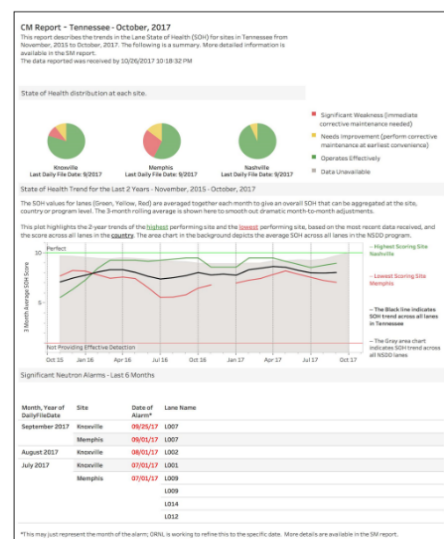 CM Report - Tennessee - October, 2017
This report describes the trends in the Lane State of Health (SOH) for sites in Tennessee from
November, 2015 to October, 2017. The following is a summary. More detailed information is
available in the SM report.
The data reported was received by 10/26/2017 10:18:32 PM
State of Health distribution at each site.
Knoxville
Last Daily File Date: 9/2017
Memphis
Last Daily File Date: 9/2017
Nashville
Last Daily File Date: 9/2017
Significant Weakness (immediate
corrective maintenance needed)
Needs Improvement (perform corrective
maintenance at earliest convenience)
Operates Effectively
Data Unavailable
State of Health Trend for the Last 2 Years - November, 2015 - October, 2017
The SOH values for lanes (Green, Yellow, Red) are averaged together each month to give an overall SOH that can be aggregated at the site,
country or program level. The 3-month rolling average is shown here to smooth out dramatic month-to-month adjustments.
This plot highlights the 2-year trends of the highest performing site and the lowest performing site, based on the most recent data received, and
the score across all lanes in the country. The area chart in the background depicts the average SOH across all lanes in the NSDD program.
3 Month Average SOH Score
10
Perfect
5
Not Providing Effective Detection
Oct 15
Jan 16
Apr 16
Jul 16
Oct 16
Jan 17
Apr 17
Jul 17
Oct 17
-- Highest Scoring Site
Nashville
-- Lowest Scoring Site
Memphis
-- The Black line indicates
SOH trend across all lanes
in Tennessee
-- The Gray area chart
indicates SOH trend across
all NSDD lanes
Significant Neutron Alarms - Last 6 Months
Month, Year of
DailyFileDate
Site
Date of
Alarm*
Lane Name
September 2017 Knoxville 09/25/17 L007
Memphis 09/01/17 L007
August 2017 Knoxville 08/01/17 L002
July 2017 Knoxville 07/01/17 L001
Memphis 07/01/17 L009
L009
L014
L012
*This may just represent the month of the alarm; ORNL is working to refine this to the specific date. More details are available in the SM report.